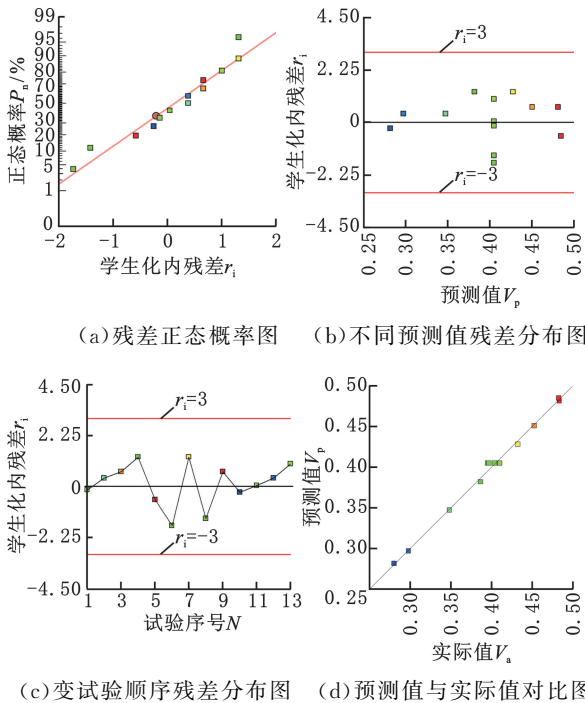 99
95
90
80
70
50
30
20
10
5
1
0
正态概率Pn/%
-2 -1 0 1 2
学生化内残差ri
(a)残差正态概率图
4.50
2.25
0
-2.25
-4.50
学生化内残差ri
ri=3
ri=-3
0.25 0.30 0.35 0.40 0.45 0.50
预测值Vp
(b)不同预测值残差分布图
4.50
2.25
0
-2.25
-4.50
学生化内残差ri
ri=3
ri=-3
1 3 5 7 9 11 13
试验序号N
(c)变试验顺序残差分布图
0.50
0.40
0.30
0.25
预测值Vp
0.30 0.40 0.50
实际值Va
(d)预测值与实际值对比图